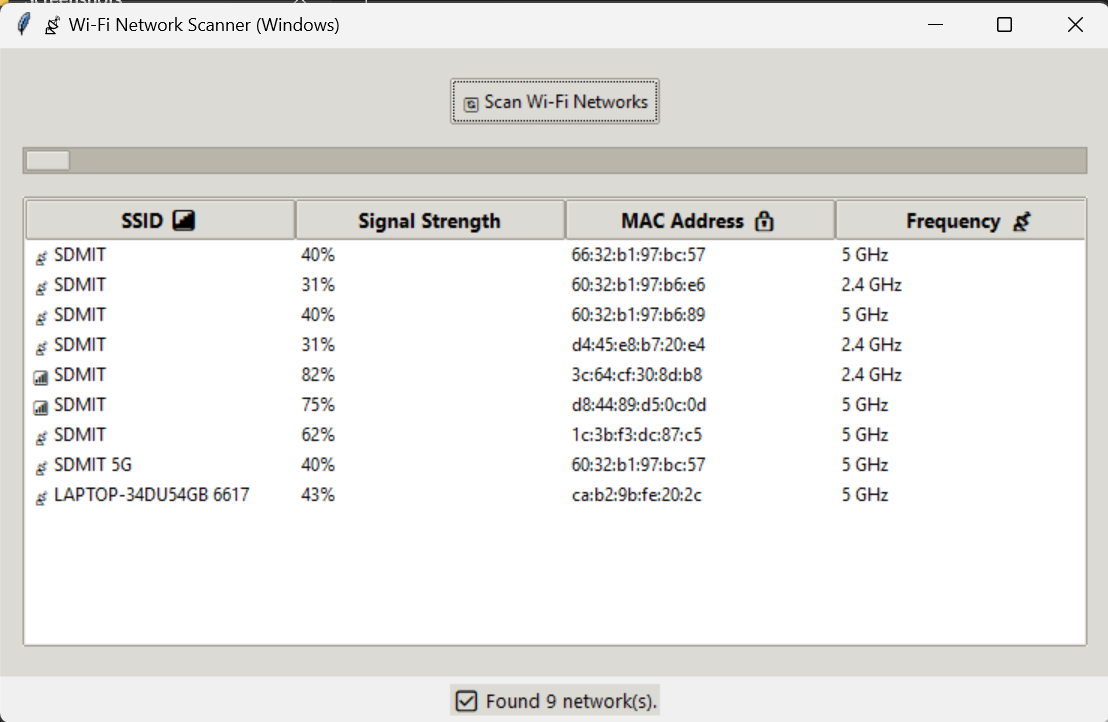 Wi-Fi Network Scanner (Windows)
Scan Wi-Fi Networks
SSID Signal Strength MAC Address Frequency
SDMIT 40% 66:32:b1:97:bc:57 5 GHz
SDMIT 31% 60:32:b1:97:b6:e6 2.4 GHz
SDMIT 40% 60:32:b1:97:b6:89 5 GHz
SDMIT 31% d4:45:e8:b7:20:e4 2.4 GHz
SDMIT 82% 3c:64:cf:30:8d:b8 2.4 GHz
SDMIT 75% d8:44:89:d5:0c:0d 5 GHz
SDMIT 62% 1c:3b:f3:dc:87:c5 5 GHz
SDMIT 5G 40% 60:32:b1:97:bc:57 5 GHz
LAPTOP-34DU54GB 6617 43% ca:b2:9b:fe:20:2c 5 GHz
Found 9 network(s).